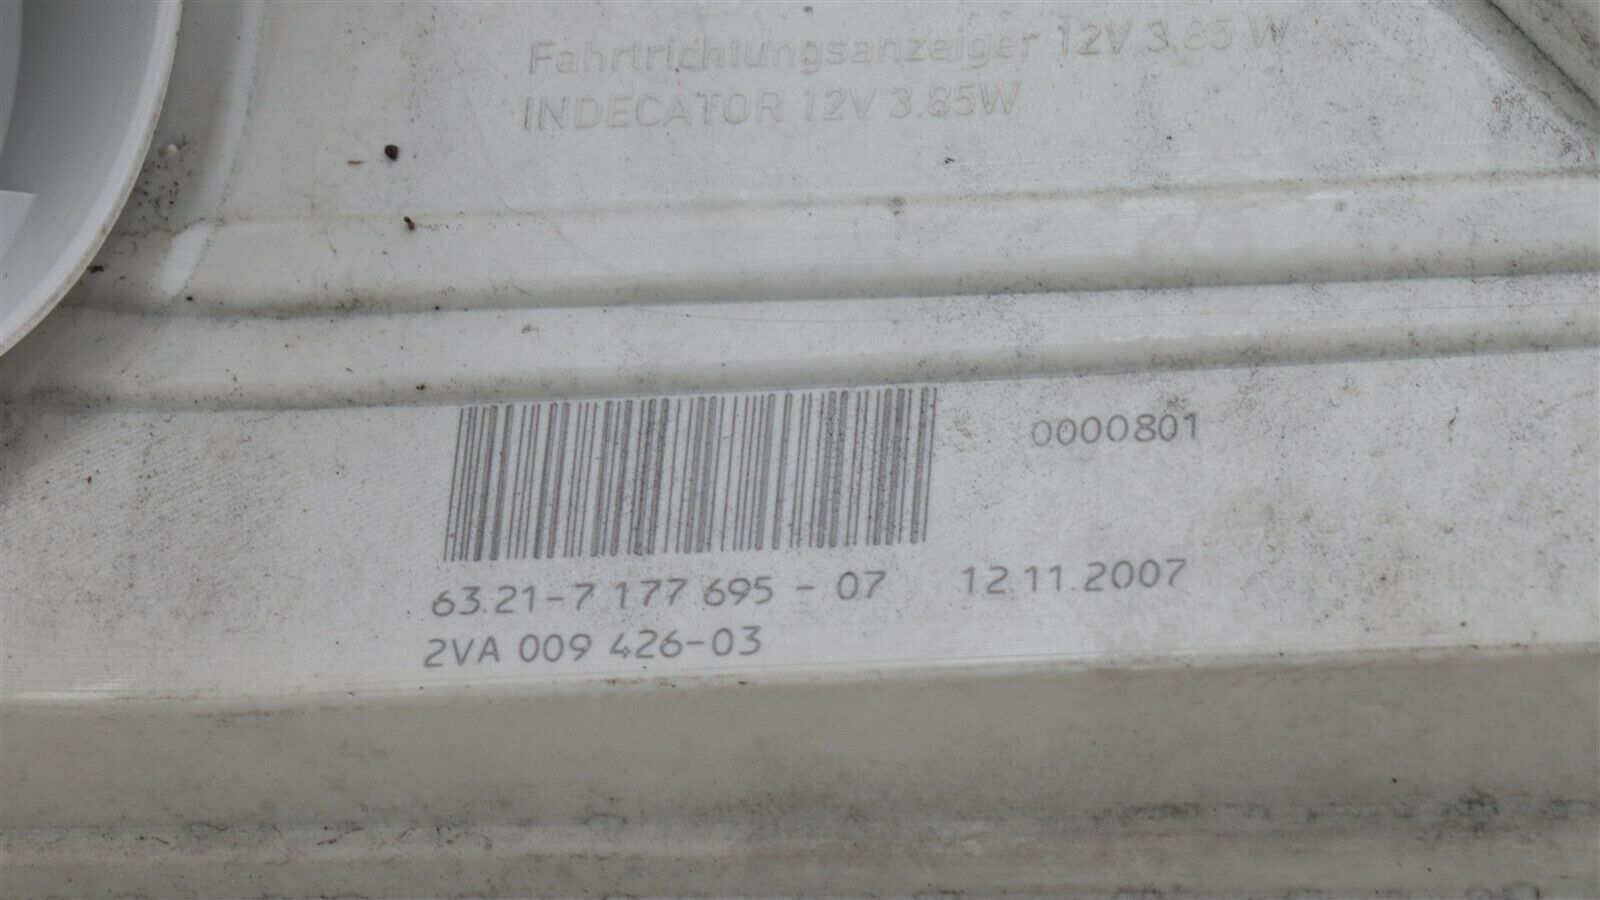 Fahrtrichtungsanzeiger 12V 3.85 W
INDECATOR 12V 3.85W
0000801
63.21-7 177 695 - 07 12.11.2007
2VA 009 426-03